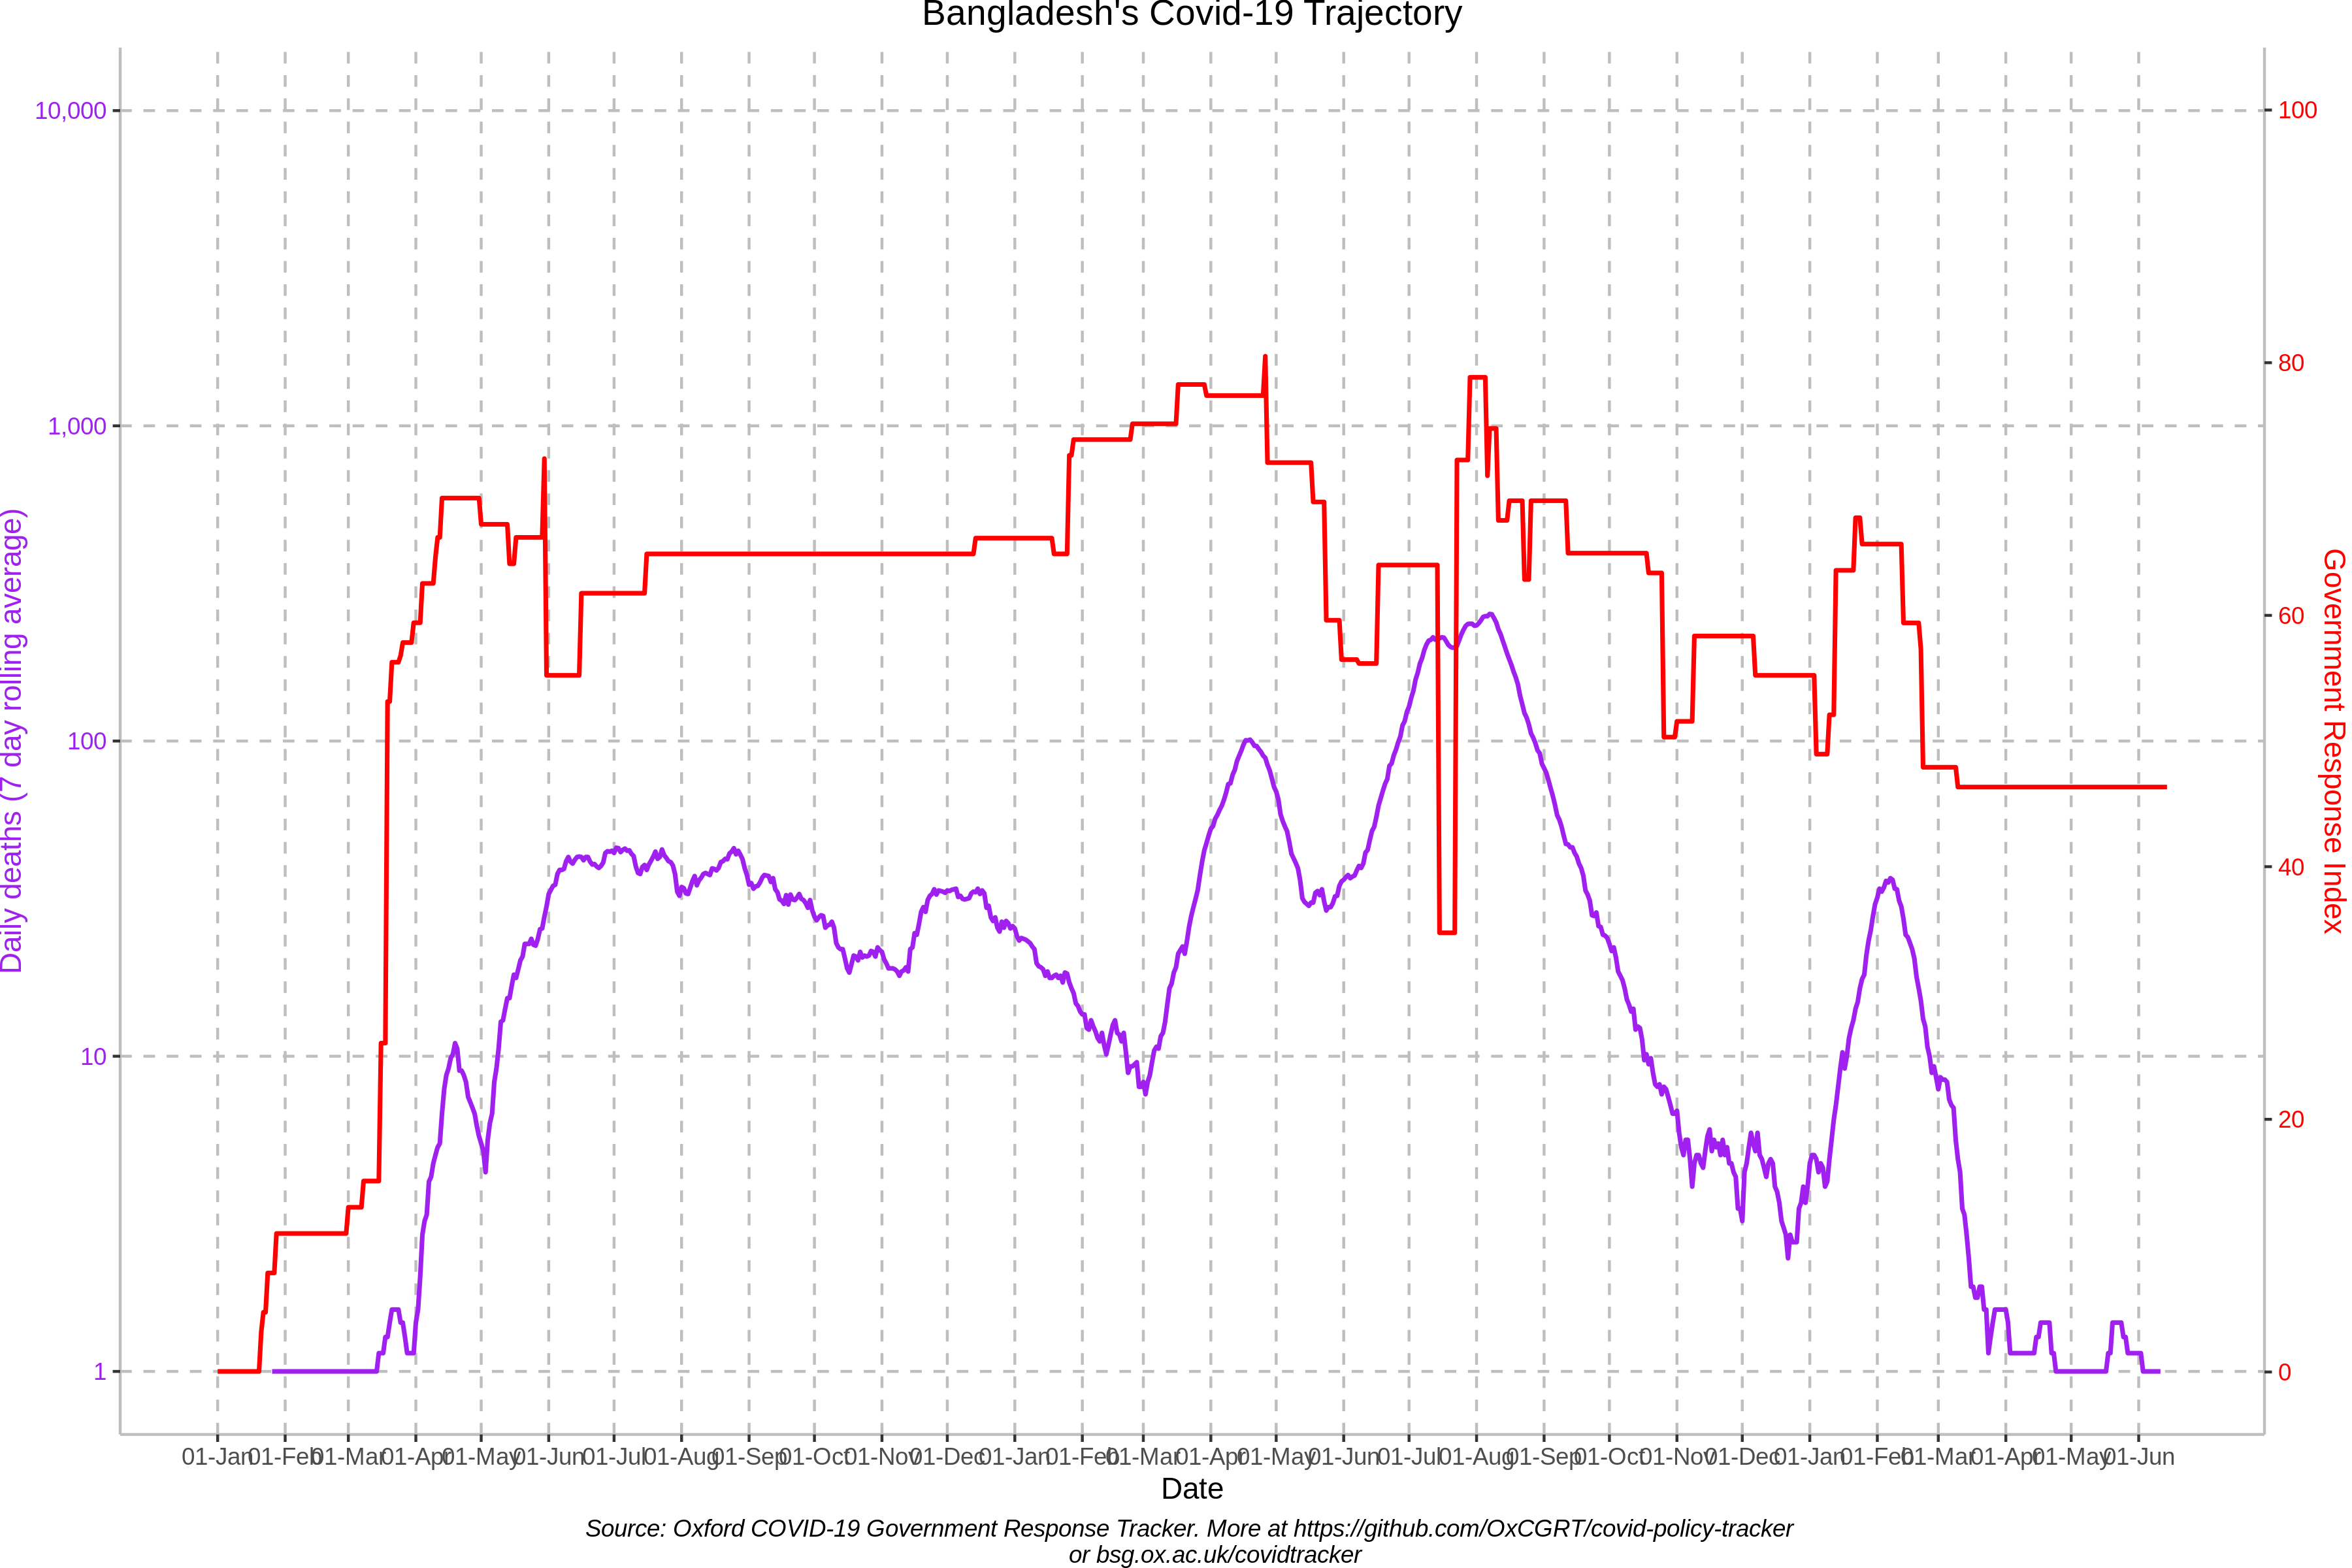 Bangladesh's Covid-19 Trajectory
Daily deaths (7 day rolling average)
10,000
1,000
100
10
1
100
80
60
40
20
0
Government Response Index
01-Jan 01-Feb 01-Mar 01-Apr 01-May 01-Jun 01-Jul 01-Aug 01-Sep 01-Oct 01-Nov 01-Dec 01-Jan 01-Feb 01-Mar 01-Apr 01-May 01-Jun 01-Jul 01-Aug 01-Sep 01-Oct 01-Nov 01-Dec 01-Jan 01-Feb 01-Mar 01-Apr 01-May 01-Jun
Date
Source: Oxford COVID-19 Government Response Tracker. More at https://github.com/OxCGRT/covid-policy-tracker
or bsg.ox.ac.uk/covidtracker